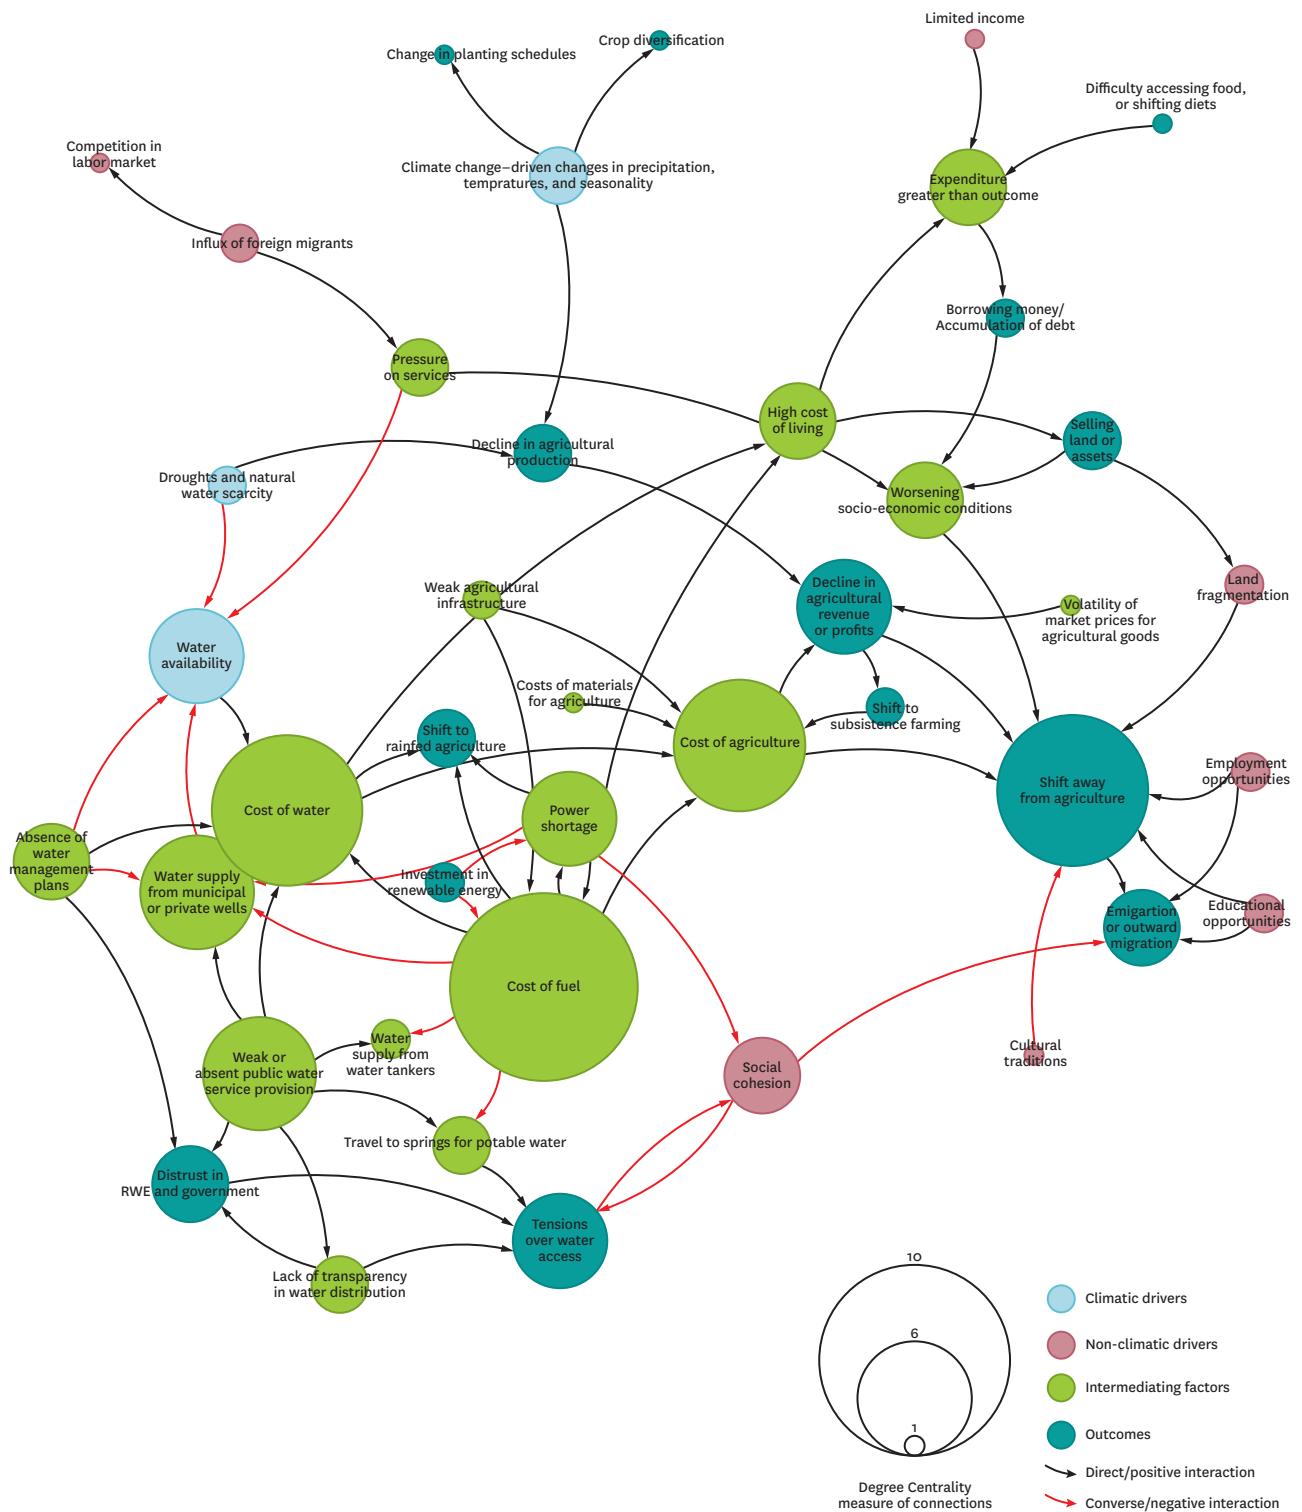 Limited income
Change in planting schedules
Crop diversification
Difficulty accessing food,
or shifting diets
Competition in
labor market
Climate change–driven changes in precipitation,
tempratures, and seasonality
Expenditure
greater than outcome
Influx of foreign migrants
Borrowing money/
Accumulation of debt
Pressure
on services
High cost
of living
Selling
land or
assets
Decline in agricultural
production
Droughts and natural
water scarcity
Worsening
socio-economic conditions
Weak agricultural
infrastructure
Decline in
agricultural
revenue
or profits
Land
fragmentation
Volatility of
market prices for
agricultural goods
Water
availability
Costs of materials
for agriculture
Shift to
subsistence farming
Shift to
rainfed agriculture
Cost of agriculture
Employment
opportunities
Shift away
from agriculture
Cost of water
Power
shortage
Absence of
water
management
plans
Water supply
from municipal
or private wells
Investment in
renewable energy
Educational
opportunities
Emigartion
or outward
migration
Cost of fuel
Water
supply from
water tankers
Cultural
traditions
Weak or
absent public water
service provision
Social
cohesion
Travel to springs for potable water
Distrust in
RWE and government
Tensions
over water
access
Lack of transparency
in water distribution
10
6
1
Degree Centrality
measure of connections
Climatic drivers
Non-climatic drivers
Intermediating factors
Outcomes
Direct/positive interaction
Converse/negative interaction